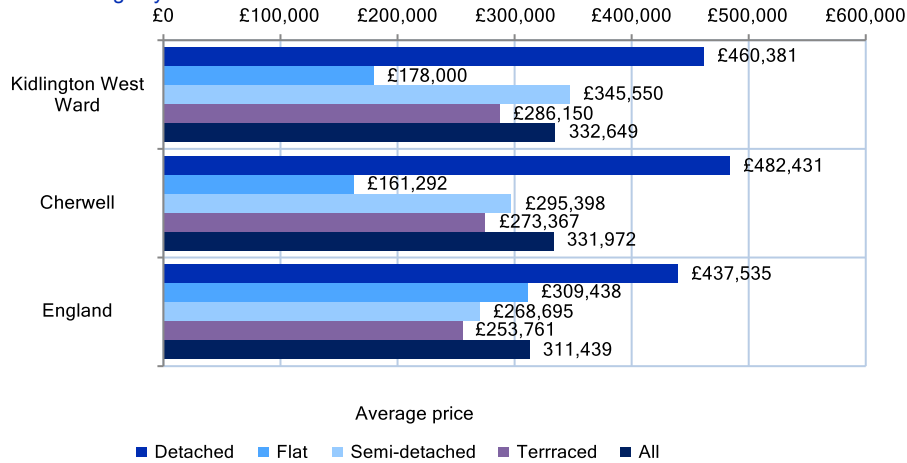 £0 £100,000 £200,000 £300,000 £400,000 £500,000 £600,000
Kidlington West
Ward
£460,381
£178,000
£345,550
£286,150
332,649
Cherwell
£482,431
£161,292
£295,398
£273,367
331,972
England
£437,535
£309,438
£268,695
£253,761
311,439
Average price
Detached Flat Semi-detached Terrraced All